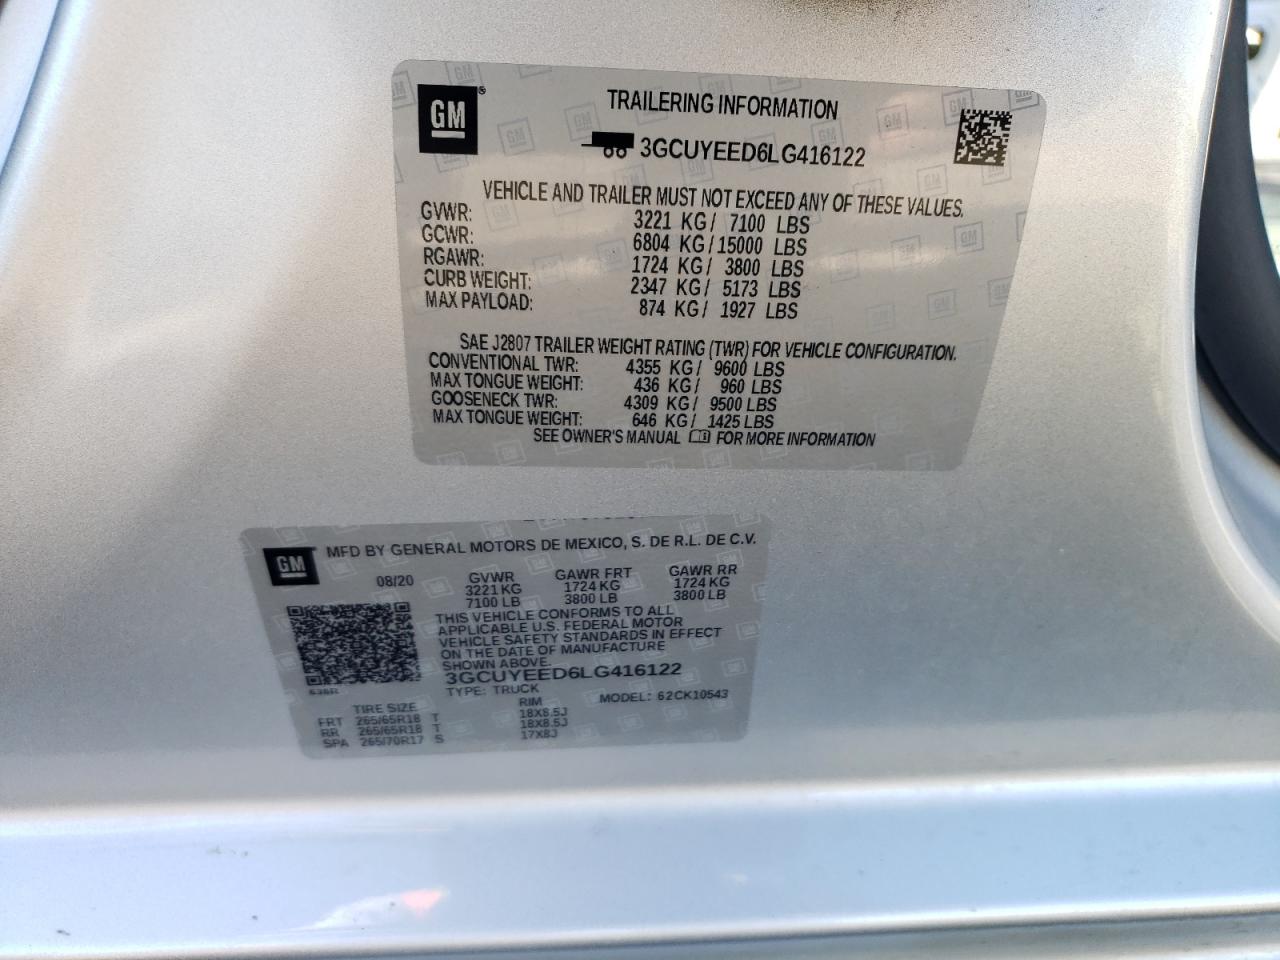 GM
TRAILERING INFORMATION
3GCUYEED6LG416122
VEHICLE AND TRAILER MUST NOT EXCEED ANY OF THESE VALUES.
GVWR: 3221 KG/ 7100 LBS
GCWR: 6804 KG/15000 LBS
RGAWR: 1724 KG/ 3800 LBS
CURB WEIGHT: 2347 KG/ 5173 LBS
MAX PAYLOAD: 874 KG/ 1927 LBS
SAE J2807 TRAILER WEIGHT RATING (TWR) FOR VEHICLE CONFIGURATION.
CONVENTIONAL TWR: 4355 KG/ 9600 LBS
MAX TONGUE WEIGHT: 436 KG/ 960 LBS
GOOSENECK TWR: 4309 KG/ 9500 LBS
MAX TONGUE WEIGHT: 646 KG/ 1425 LBS
SEE OWNER'S MANUAL FOR MORE INFORMATION
GM
MFD BY GENERAL MOTORS DE MEXICO, S. DE R.L. DE C.V.
08/20 GVWR GAWR FRT GAWR RR
3221 KG 1724 KG 1724 KG
7100 LB 3800 LB 3800 LB
THIS VEHICLE CONFORMS TO ALL
APPLICABLE U.S. FEDERAL MOTOR
VEHICLE SAFETY STANDARDS IN EFFECT
ON THE DATE OF MANUFACTURE
SHOWN ABOVE.
3GCUYEED6LG416122
TYPE: TRUCK MODEL: 62CK10543
TIRE SIZE RIM
FRT 265/65R18 T 18X8.5J
RR 265/65R18 T 18X8.5J
SPA 265/70R17 S 17X8J